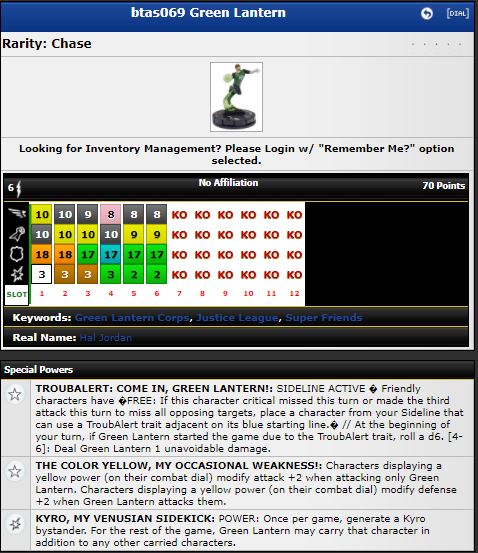 btas069 Green Lantern
[DIAL]
Rarity: Chase
Looking for Inventory Management? Please Login w/ "Remember Me?" option
selected.
6 No Affiliation 70 Points
10 10 9 8 8 8 KO KO KO KO KO KO
10 10 10 10 9 9 KO KO KO KO KO KO
18 18 17 17 17 17 KO KO KO KO KO KO
3 3 3 3 2 2 KO KO KO KO KO KO
SLOT 1 2 3 4 5 6 7 8 9 10 11 12
Keywords: Green Lantern Corps, Justice League, Super Friends
Real Name: Hal Jordan
Special Powers
TROUBALERT: COME IN, GREEN LANTERN!: SIDELINE ACTIVE � Friendly
characters have �FREE: If this character critical missed this turn or made the third
attack this turn to miss all opposing targets, place a character from your Sideline that
can use a TroubAlert trait adjacent on its blue starting line.� // At the beginning of
your turn, if Green Lantern started the game due to the TroubAlert trait, roll a d6. [4-
6]: Deal Green Lantern 1 unavoidable damage.
THE COLOR YELLOW, MY OCCASIONAL WEAKNESS!: Characters displaying a
yellow power (on their combat dial) modify attack +2 when attacking only Green
Lantern. Characters displaying a yellow power (on their combat dial) modify defense
+2 when Green Lantern attacks them.
KYRO, MY VENUSIAN SIDEKICK: POWER: Once per game, generate a Kyro
bystander. For the rest of the game, Green Lantern may carry that character in
addition to any other carried characters.